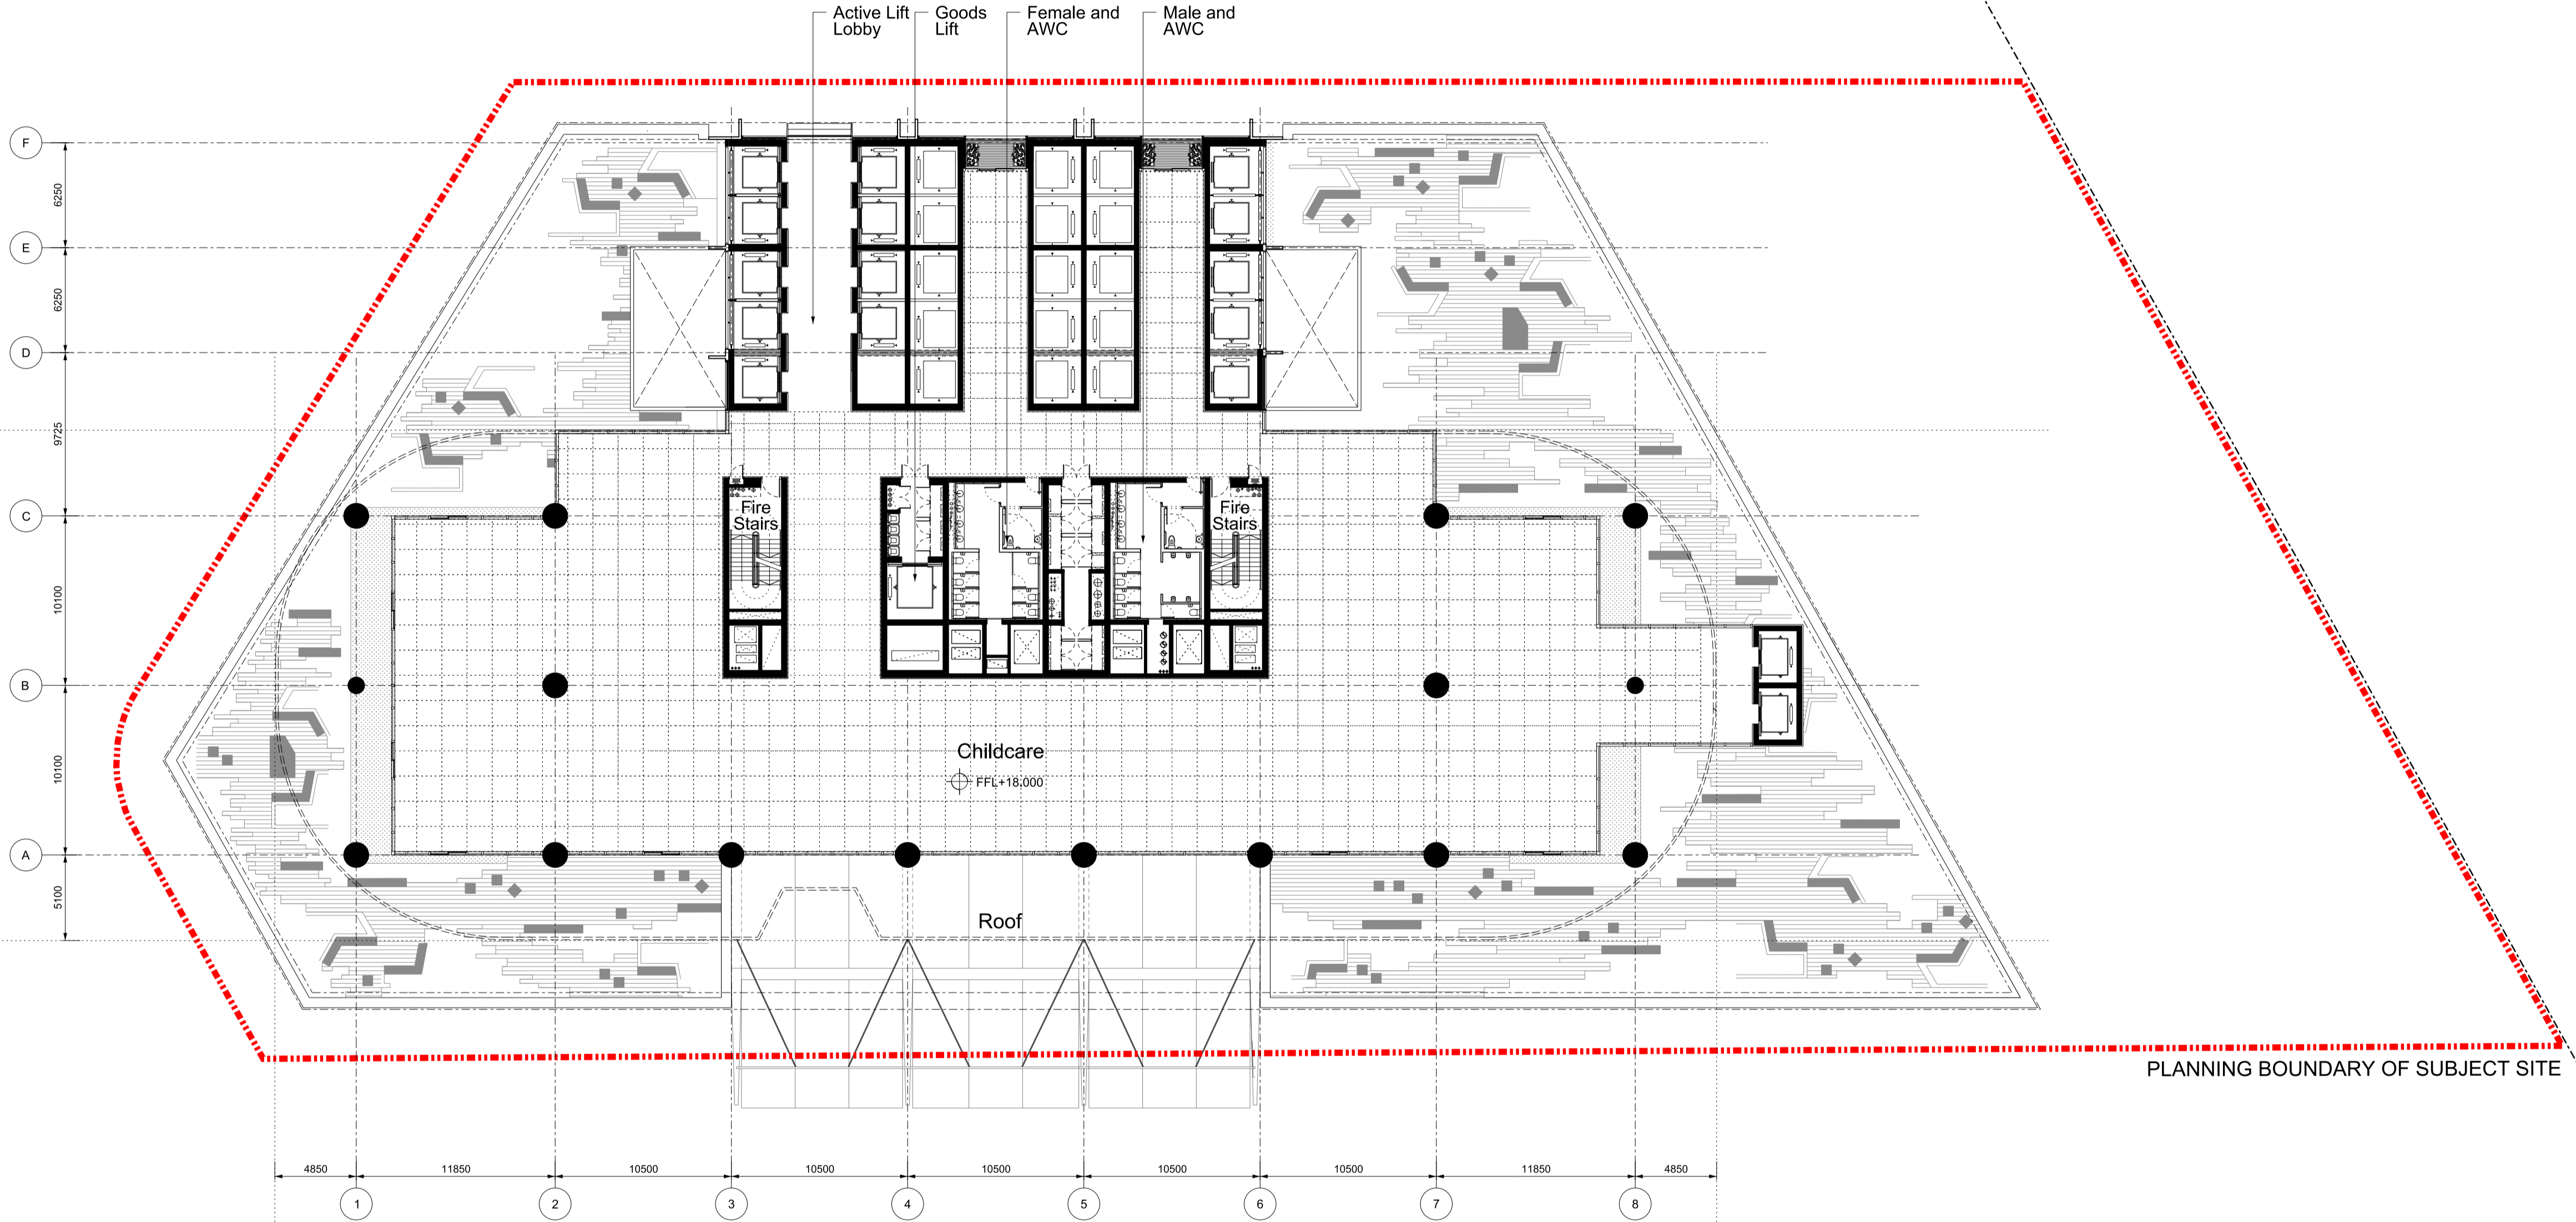 Active Lift
Lobby
Goods
Lift
Female and
AWC
Male and
AWC
F
6250
E
6250
D
9725
C
10100
B
10100
A
5100
Fire
Stairs
Fire
Stairs
Childcare
FFL+18.000
Roof
PLANNING BOUNDARY OF SUBJECT SITE
4850
11850
10500
10500
10500
10500
10500
11850
4850
1
2
3
4
5
6
7
8